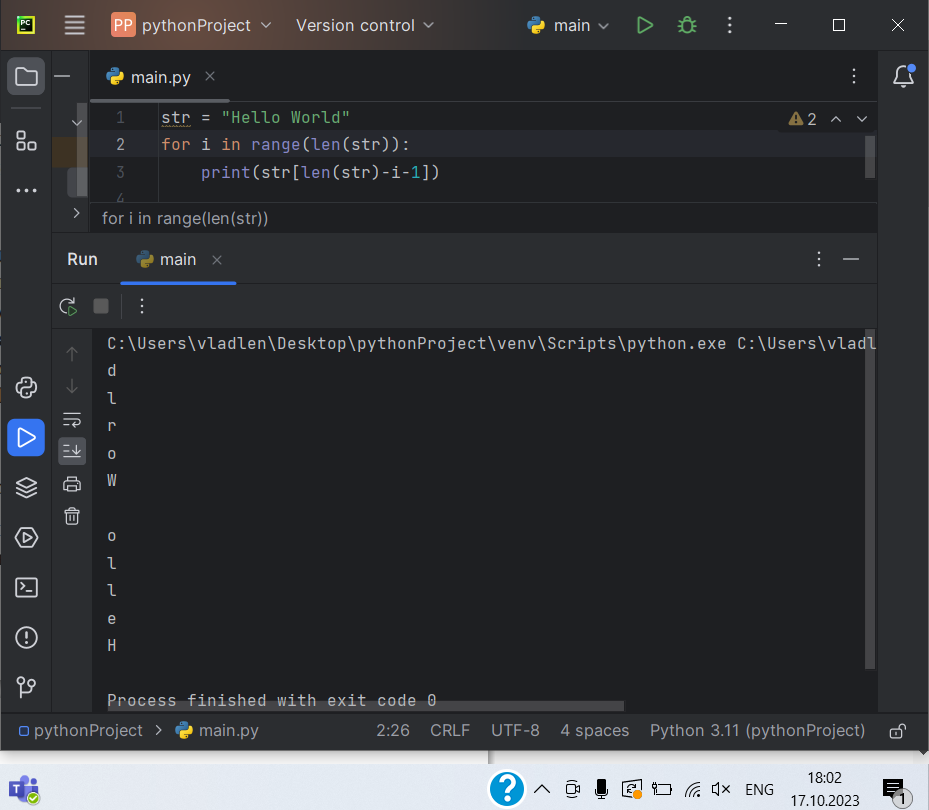 PC
PP pythonProject Version control main
main.py
1 str = "Hello World"
2 for i in range(len(str)):
3     print(str[len(str)-i-1])
4
2
for i in range(len(str))
Run main
C:\Users\vladlen\Desktop\pythonProject\venv\Scripts\python.exe C:\Users\vladl
d
l
r
o
W
o
l
l
e
H
Process finished with exit code 0
pythonProject > main.py 2:26 CRLF UTF-8 4 spaces Python 3.11 (pythonProject)
T ? ENG 18:02
17.10.2023 1